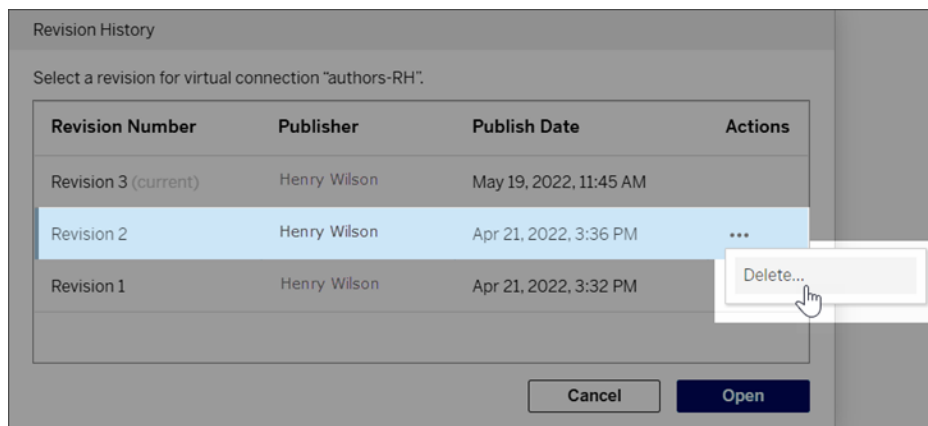 Revision History
Select a revision for virtual connection “authors-RH”.
Revision Number Publisher Publish Date Actions
Revision 3 (current) Henry Wilson May 19, 2022, 11:45 AM
Revision 2 Henry Wilson Apr 21, 2022, 3:36 PM •••
Delete...
Revision 1 Henry Wilson Apr 21, 2022, 3:32 PM
Cancel Open